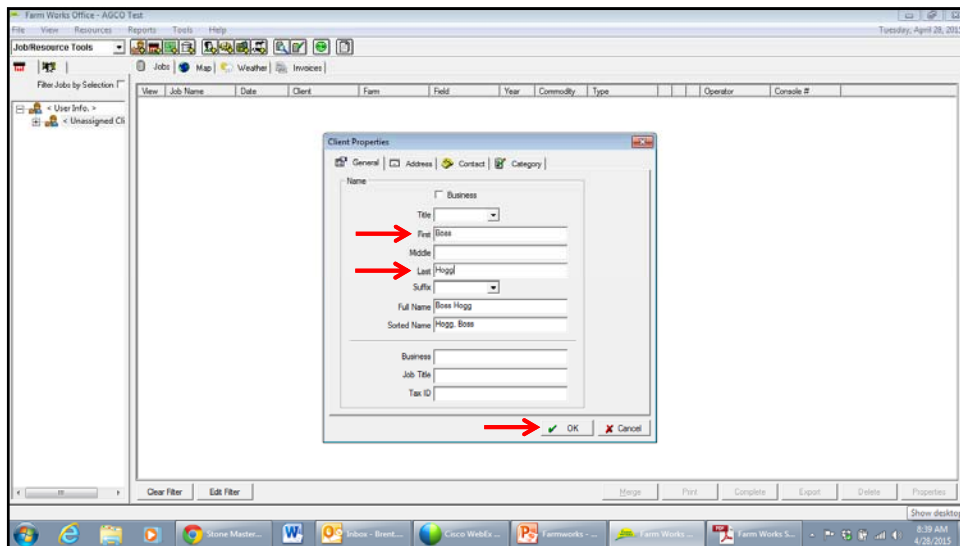 Farm Works Office - AGCO Test
File View Resources Reports Tools Help Tuesday, April 28, 2015
Job/Resource Tools
Jobs Map Weather Invoices
Filter Jobs by Selection
View Job Name Date Client Farm Field Year Commodity Type Operator Console #
< User Info. >
< Unassigned Cli
Client Properties
General Address Contact Category
Name
Business
Title
First Boss
Middle
Last Hogg
Suffix
Full Name Boss Hogg
Sorted Name Hogg, Boss
Business
Job Title
Tax ID
OK Cancel
Clear Filter Edit Filter Merge Print Complete Export Delete Properties
Show desktop
Stone Master... Inbox - Brent... Cisco WebEx ... Farmworks - ... Farm Works ... Farm Works S... 8:39 AM
4/28/2015